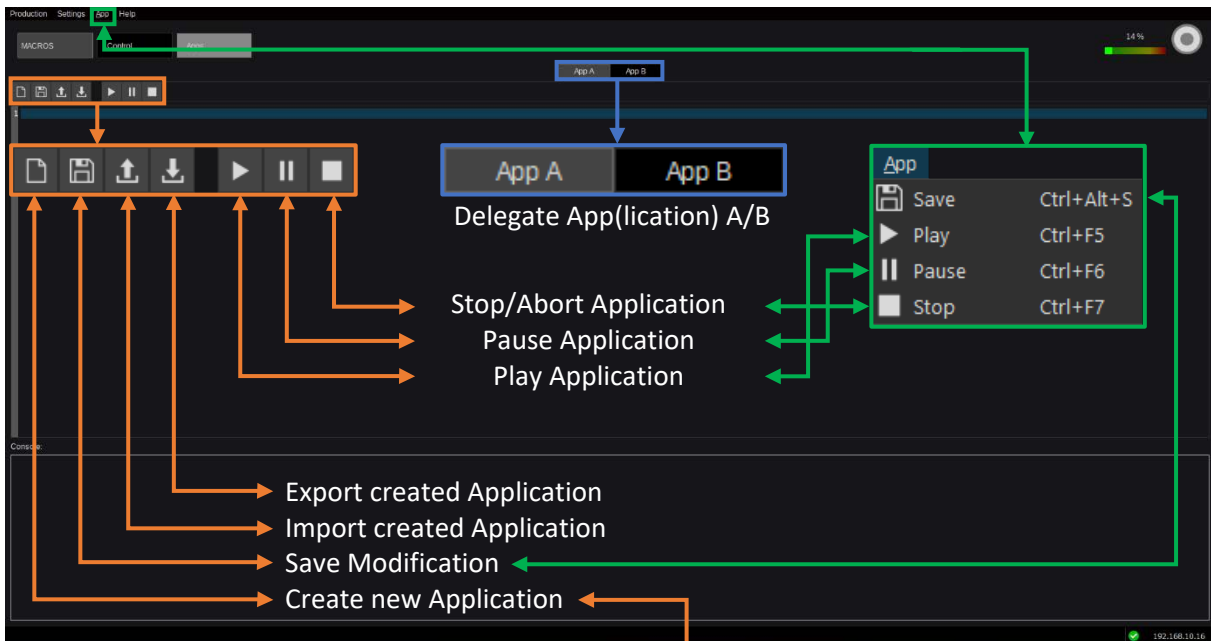 Production Settings App Help
MACROS Control Apps
14 %
App A App B
1
App A App B
Delegate App(lication) A/B
App
Save Ctrl+Alt+S
Play Ctrl+F5
Pause Ctrl+F6
Stop Ctrl+F7
Stop/Abort Application
Pause Application
Play Application
Console:
Export created Application
Import created Application
Save Modification
Create new Application
192.168.10.16